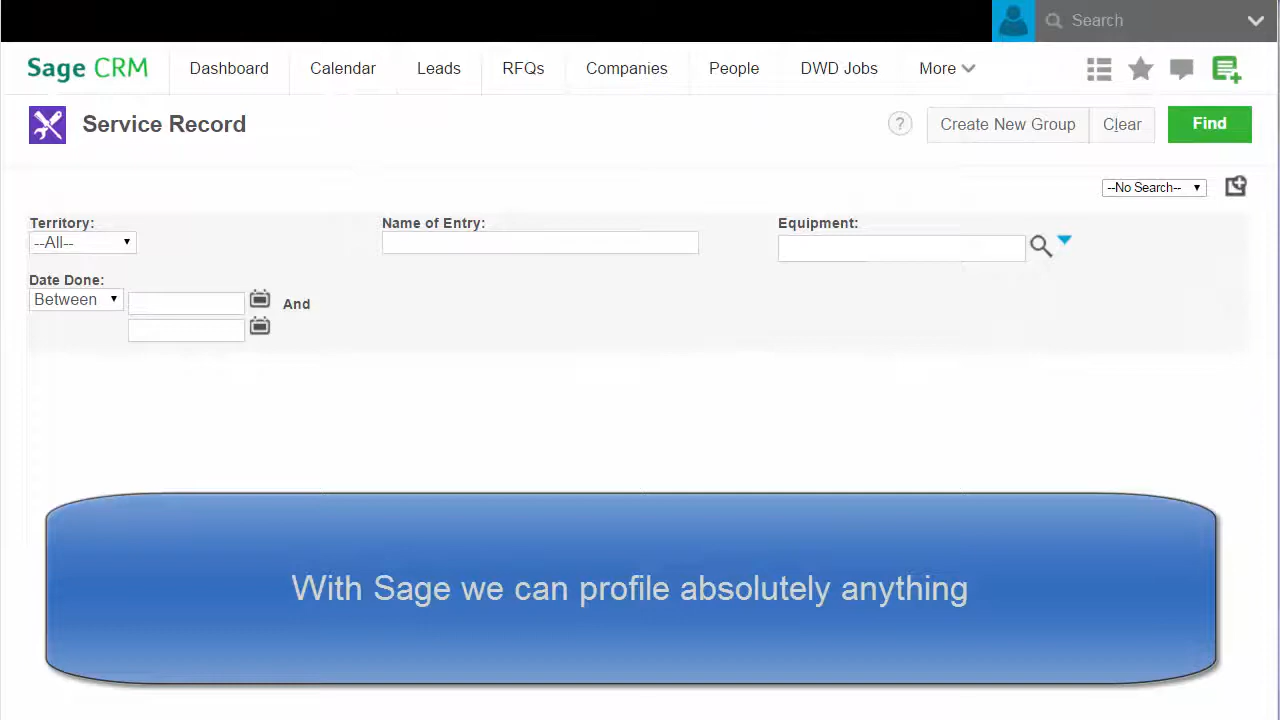 Search
Sage CRM
Dashboard
Calendar
Leads
RFQs
Companies
People
DWD Jobs
More
Service Record
?
Create New Group
Clear
Find
--No Search--
Territory:
Name of Entry:
Equipment:
--All--
Date Done:
Between
And
With Sage we can profile absolutely anything